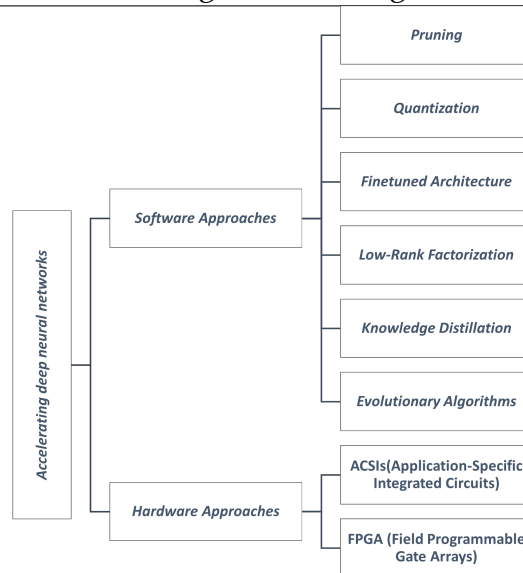 Pruning
Quantization
Finetuned Architecture
Software Approaches
Low-Rank Factorization
Knowledge Distillation
Accelerating deep neural networks
Evolutionary Algorithms
ACSIs(Application-Specific
Integrated Circuits)
Hardware Approaches
FPGA (Field Programmable
Gate Arrays)